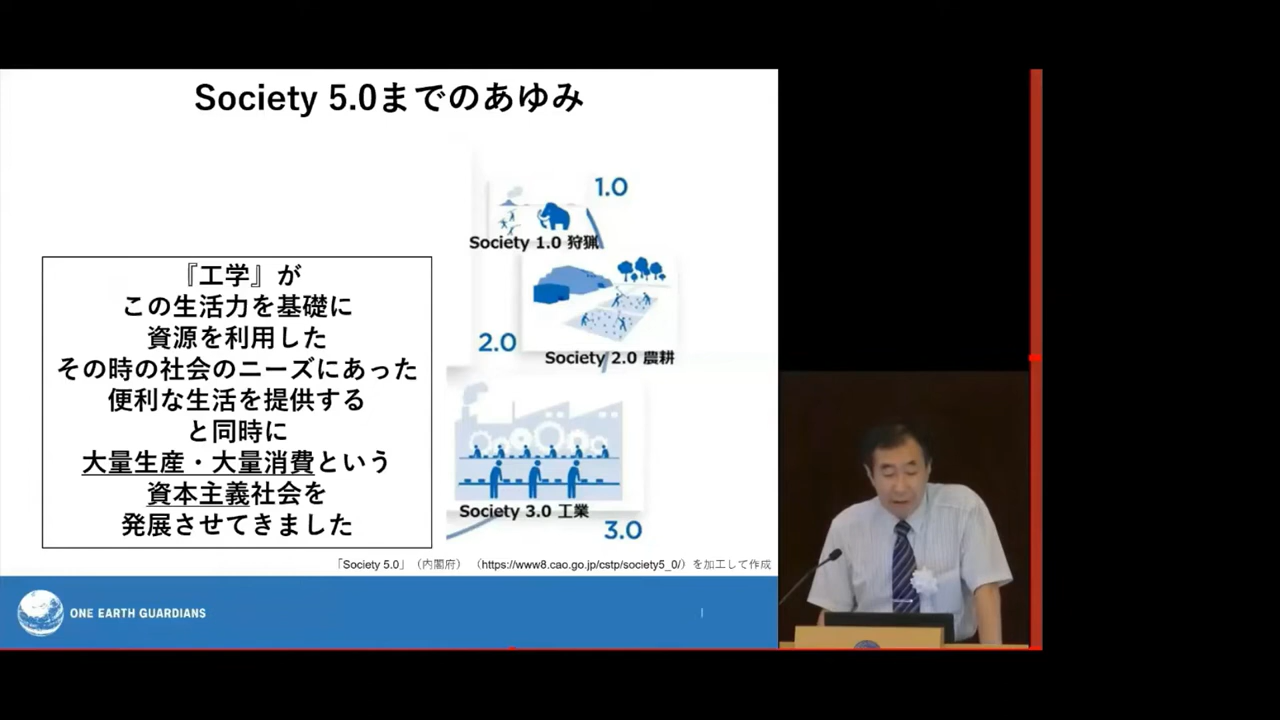 Society 5.0までのあゆみ
1.0
Society 1.0 狩猟
『工学』が
この生活力を基礎に
資源を利用した
その時の社会のニーズにあった
便利な生活を提供する
と同時に
大量生産・大量消費という
資本主義社会を
発展させてきました
2.0
Society 2.0 農耕
Society 3.0 工業
3.0
「Society 5.0」（内閣府）（https://www8.cao.go.jp/cstp/society5_0/）を加工して作成
ONE EARTH GUARDIANS